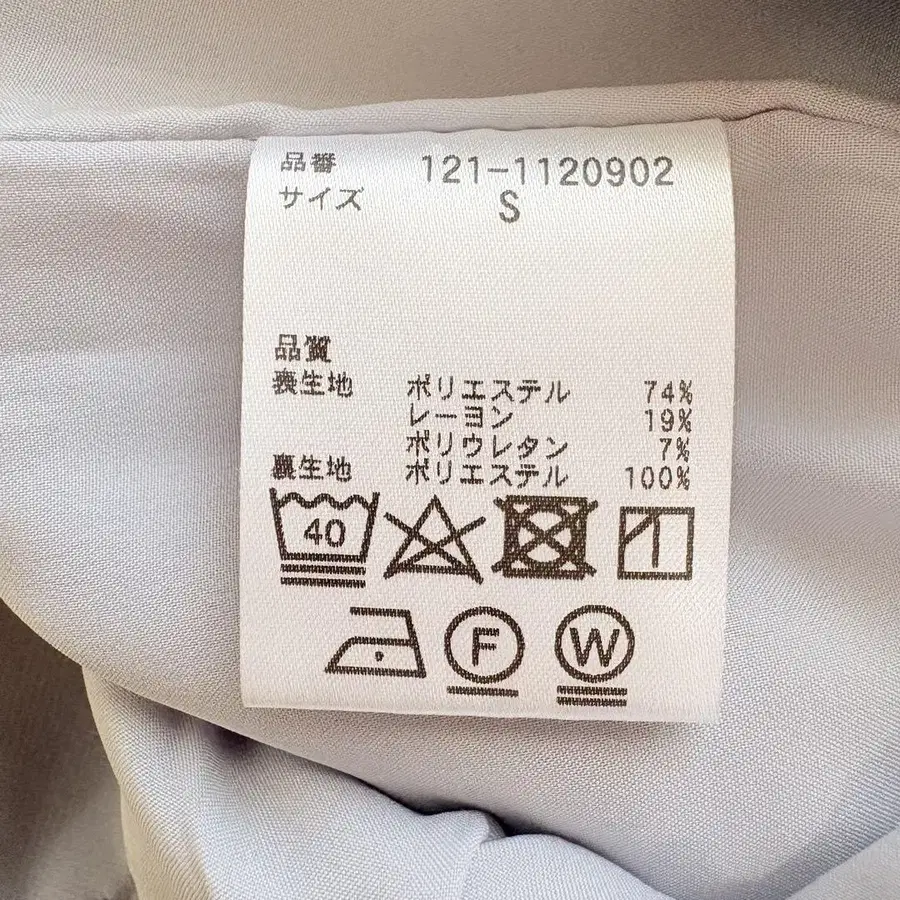 品番 121-1120902
サイズ S
品質
表生地 ポリエステル 74%
レーヨン 19%
ポリウレタン 7%
裏生地 ポリエステル 100%
40
F W